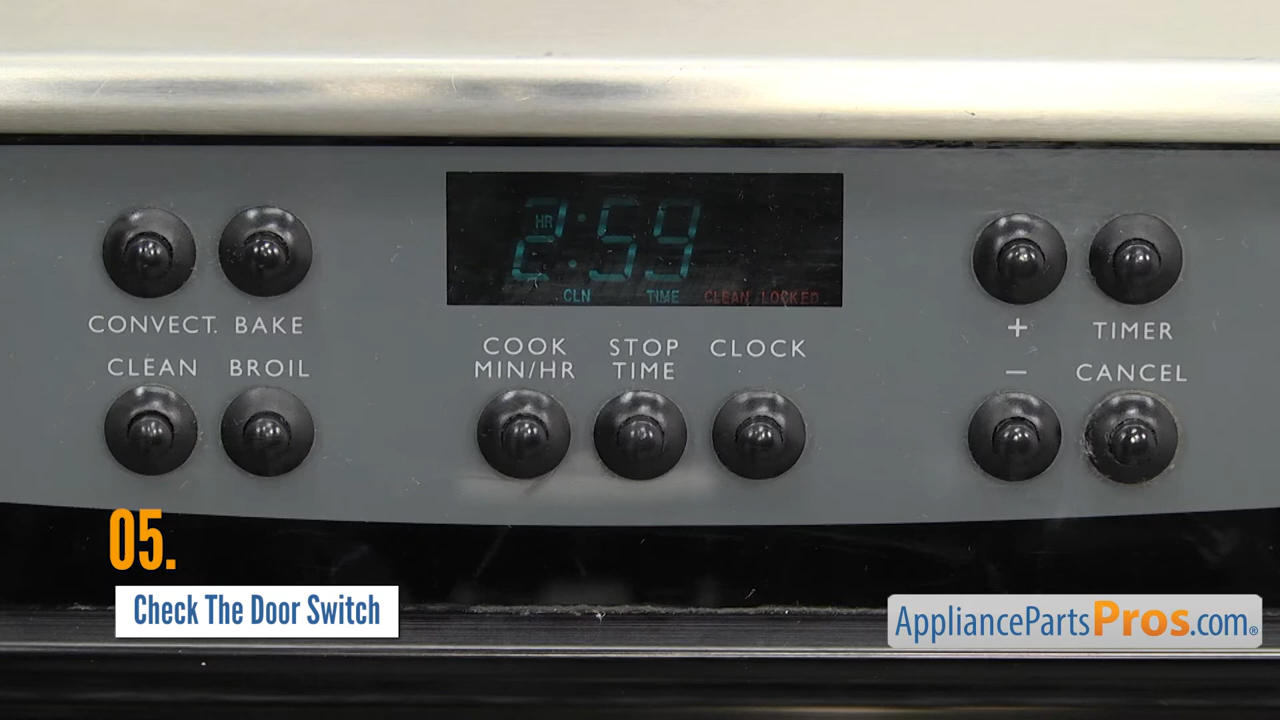 HR
2:59
CLN TIME CLEAN LOCKED
CONVECT. BAKE
CLEAN BROIL
COOK
MIN/HR
STOP
TIME
CLOCK
+ TIMER
− CANCEL
05.
Check The Door Switch
AppliancePartsPros.com®